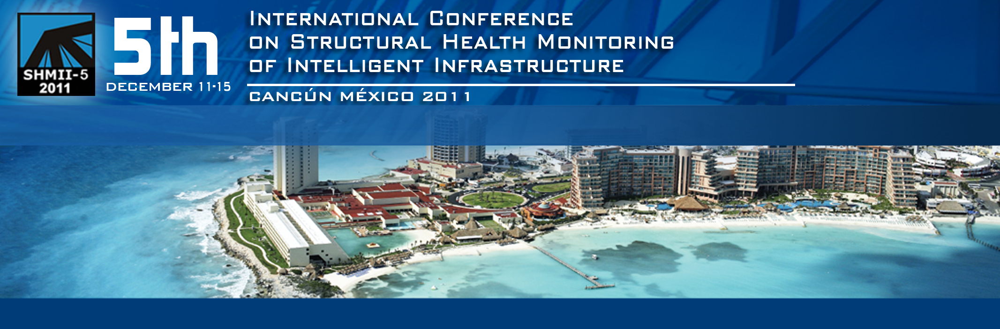 SHMII-5
2011
5th
DECEMBER 11-15
INTERNATIONAL CONFERENCE
ON STRUCTURAL HEALTH MONITORING
OF INTELLIGENT INFRASTRUCTURE
CANCÚN MÉXICO 2011